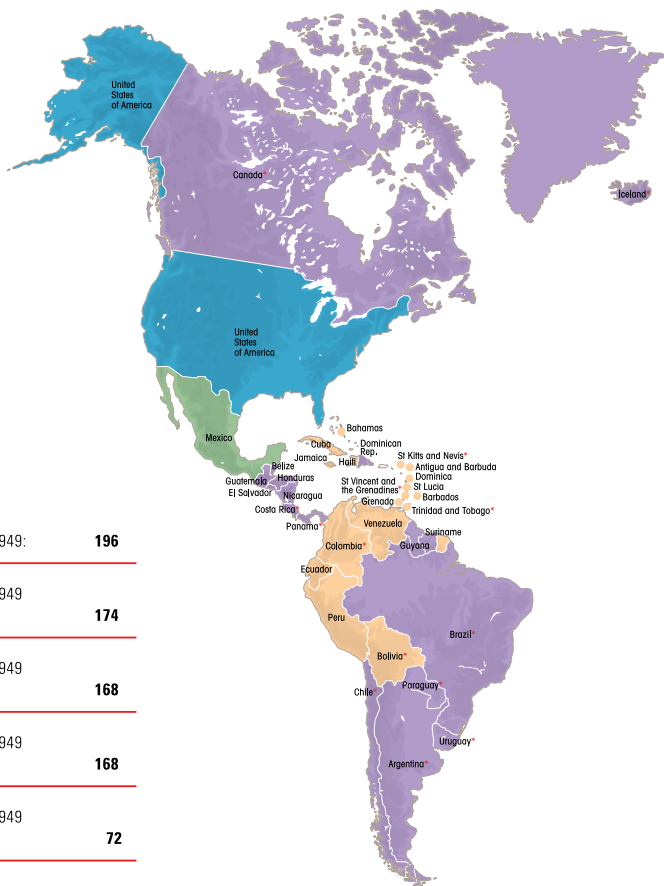 United
States
of America
Canada*
Iceland*
United
States
of America
Mexico
Bahamas
Cuba
Dominican
Rep.
Jamaica
Haiti
St Kitts and Nevis*
Antigua and Barbuda
Dominica
St Lucia
Barbados
St Vincent and
the Grenadines*
Grenada
Trinidad and Tobago*
Belize
Guatemala
Honduras
El Salvador
Nicaragua
Costa Rica*
Panama*
Venezuela
Suriname
Colombia*
Guyana
Ecuador
Peru
Brazil*
Bolivia*
Chile*
Paraguay*
Uruguay*
Argentina*
949: 196
949
174
949
168
949
168
949
72